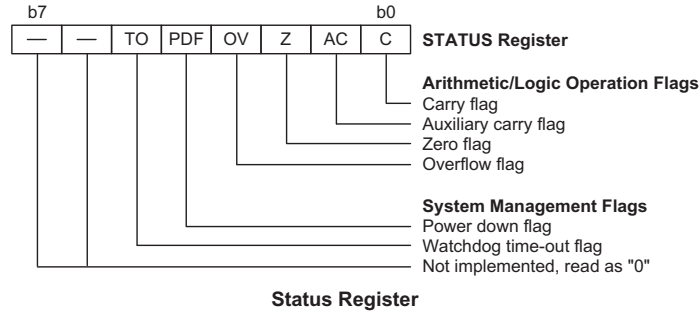 b7 b0
— — TO PDF OV Z AC C STATUS Register
Arithmetic/Logic Operation Flags
Carry flag
Auxiliary carry flag
Zero flag
Overflow flag
System Management Flags
Power down flag
Watchdog time-out flag
Not implemented, read as "0"
Status Register